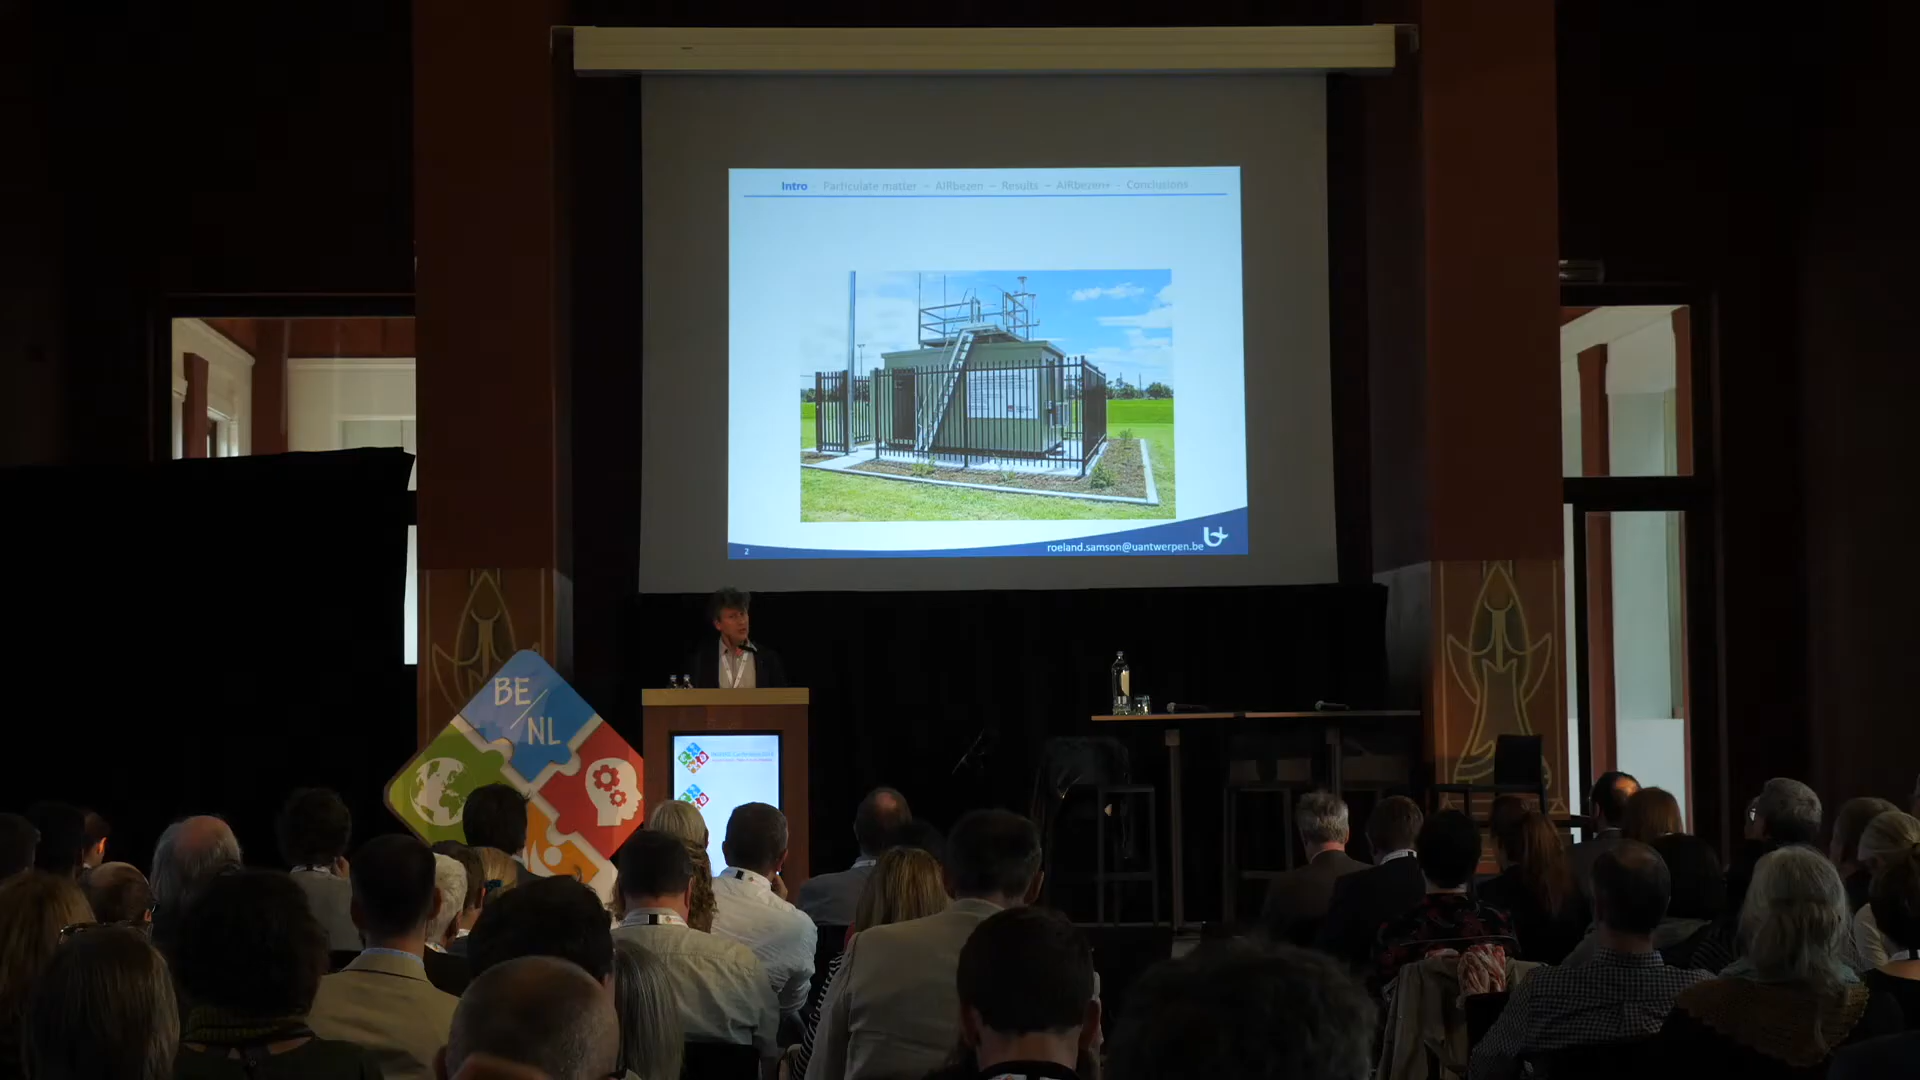 Intro - Particulate matter – AIRbezen – Results – AIRbezen+ - Conclusions
2
roeland.samson@uantwerpen.be
BE/
NL